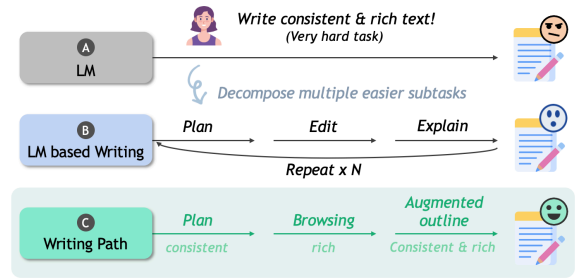 Write consistent & rich text!
(Very hard task)
A
LM
Decompose multiple easier subtasks
B
LM based Writing
Plan
Edit
Explain
Repeat x N
C
Writing Path
Plan
consistent
Browsing
rich
Augmented
outline
Consistent & rich